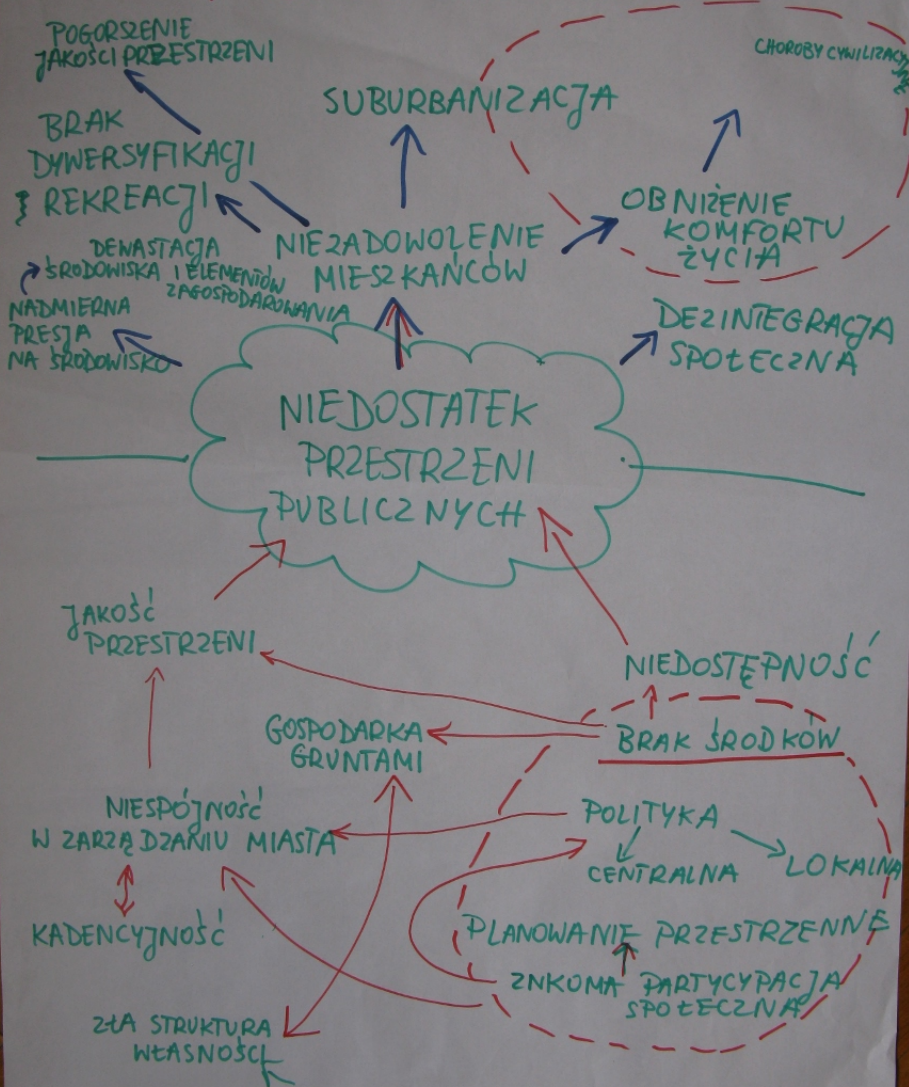 POGORSZENIE
JAKOŚCI PRZESTRZENI
CHOROBY CYWILIZACYJNE
SUBURBANIZACJA
BRAK
DYWERSYFIKACJI
REKREACJI
OBNIŻENIE
KOMFORTU
ŻYCIA
NIEZADOWOLENIE
MIESZKAŃCÓW
DEWASTACJA
ŚRODOWISKA I ELEMENTÓW
ZAGOSPODAROWANIA
NADMIERNA
PRESJA
NA ŚRODOWISKO
DEZINTEGRACJA
SPOŁECZNA
NIEDOSTATEK
PRZESTRZENI
PUBLICZNYCH
JAKOŚĆ
PRZESTRZENI
NIEDOSTĘPNOŚĆ
GOSPODARKA
GRUNTAMI
BRAK ŚRODKÓW
NIESPÓJNOŚĆ
W ZARZĄDZANIU MIASTA
POLITYKA
CENTRALNA
LOKALNA
KADENCYJNOŚĆ
PLANOWANIE PRZESTRZENNE
ZNKOMA PARTYCYPACJA
SPOŁECZNA
ZŁA STRUKTURA
WŁASNOŚCI